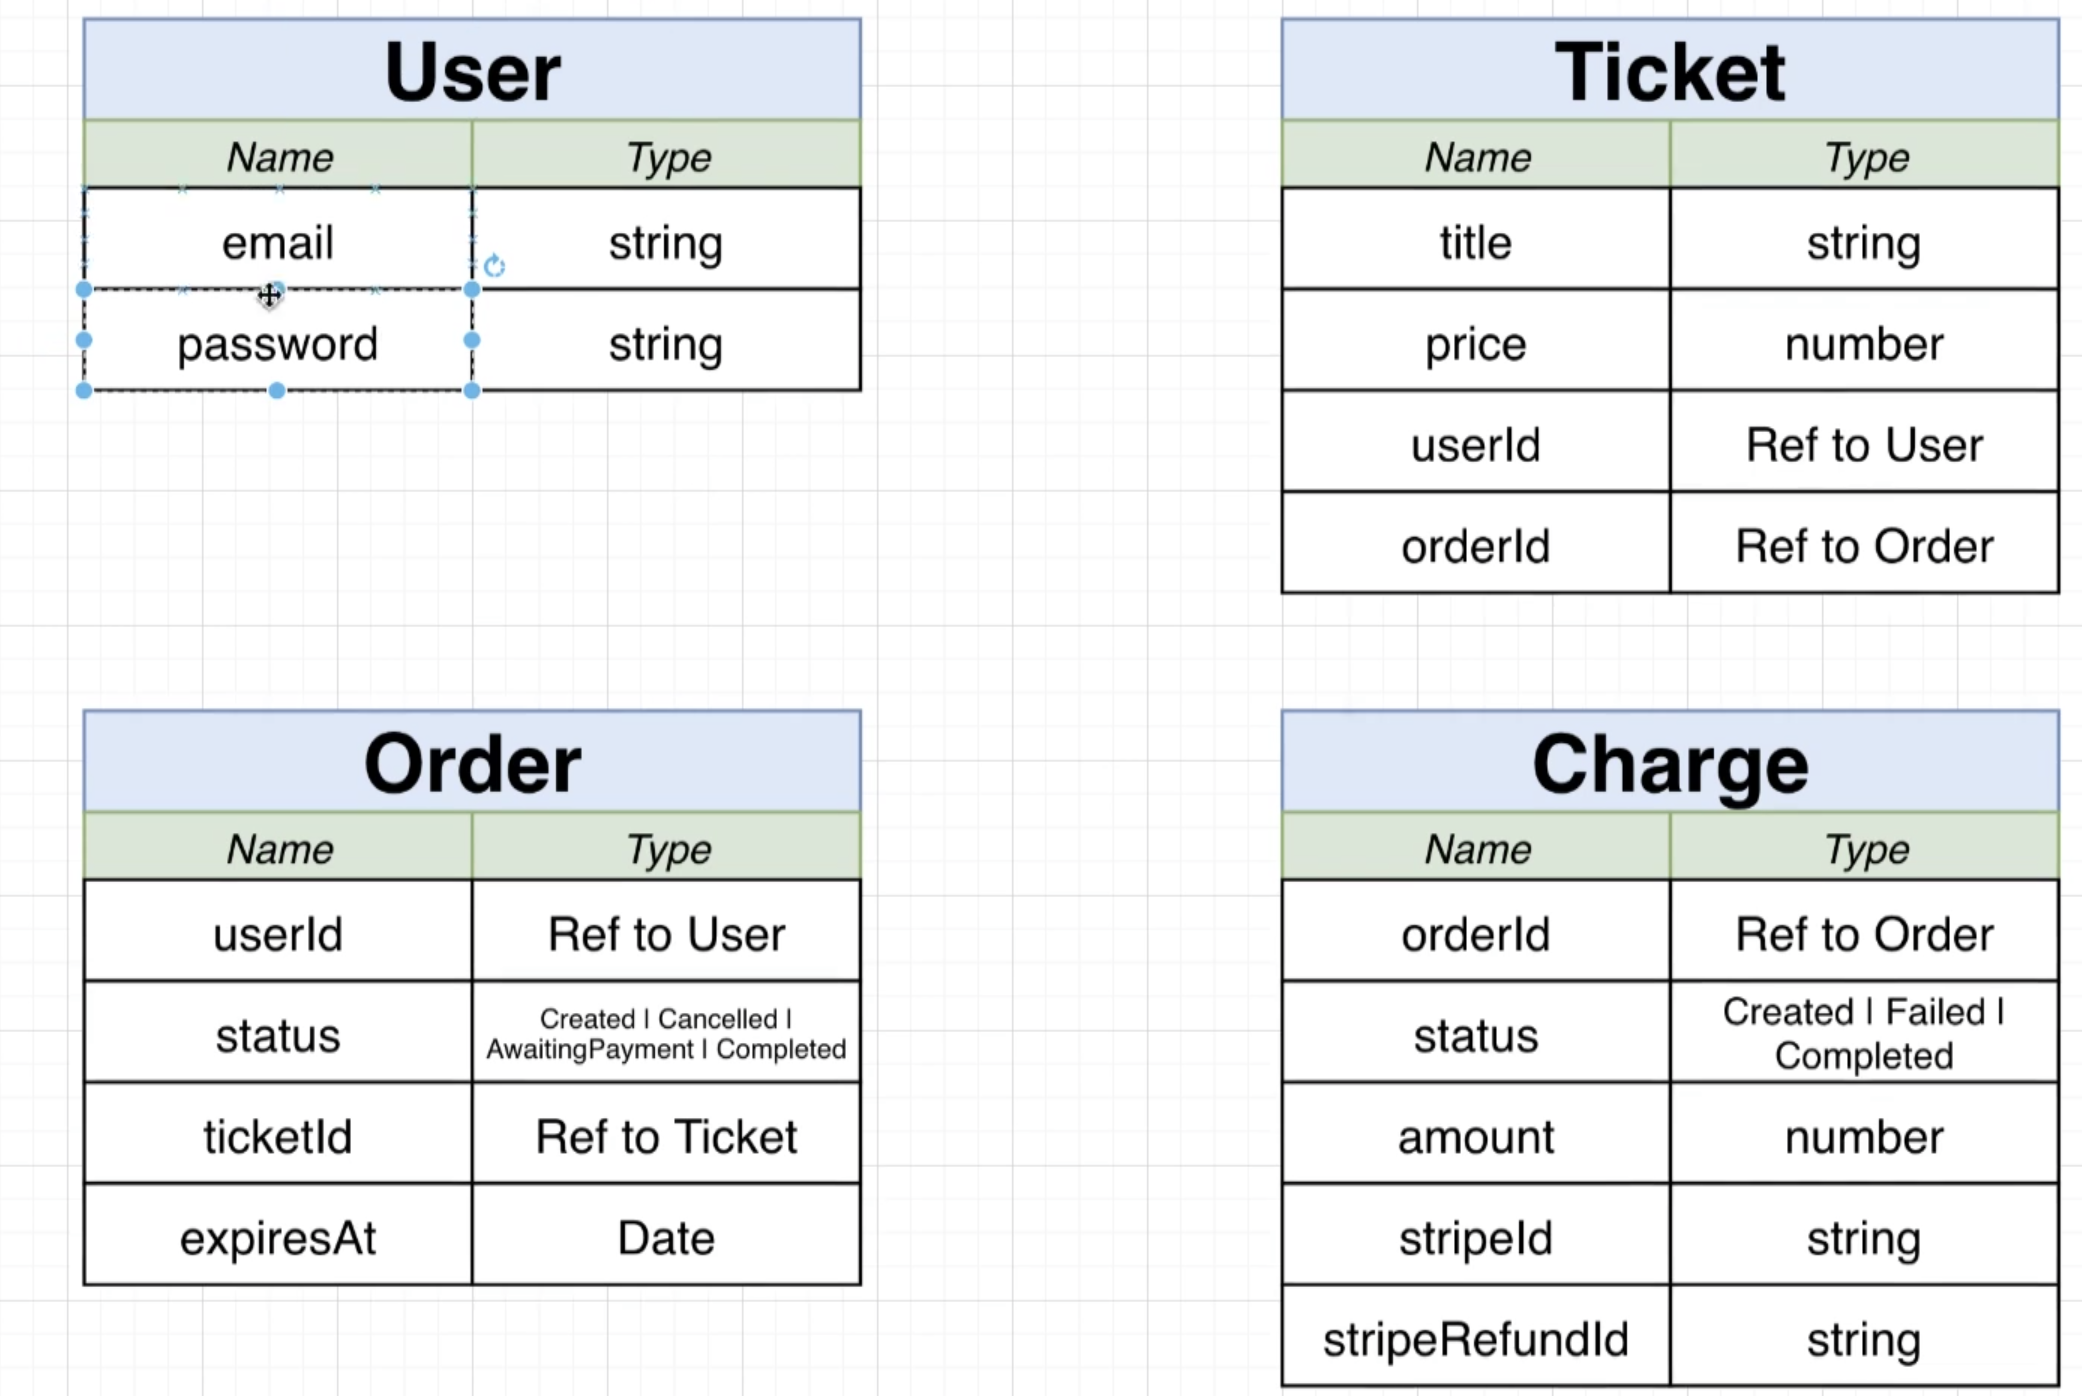 User
Name Type
email string
password string
Ticket
Name Type
title string
price number
userId Ref to User
orderId Ref to Order
Order
Name Type
userId Ref to User
status Created | Cancelled |
AwaitingPayment | Completed
ticketId Ref to Ticket
expiresAt Date
Charge
Name Type
orderId Ref to Order
status Created | Failed |
Completed
amount number
stripeId string
stripeRefundId string